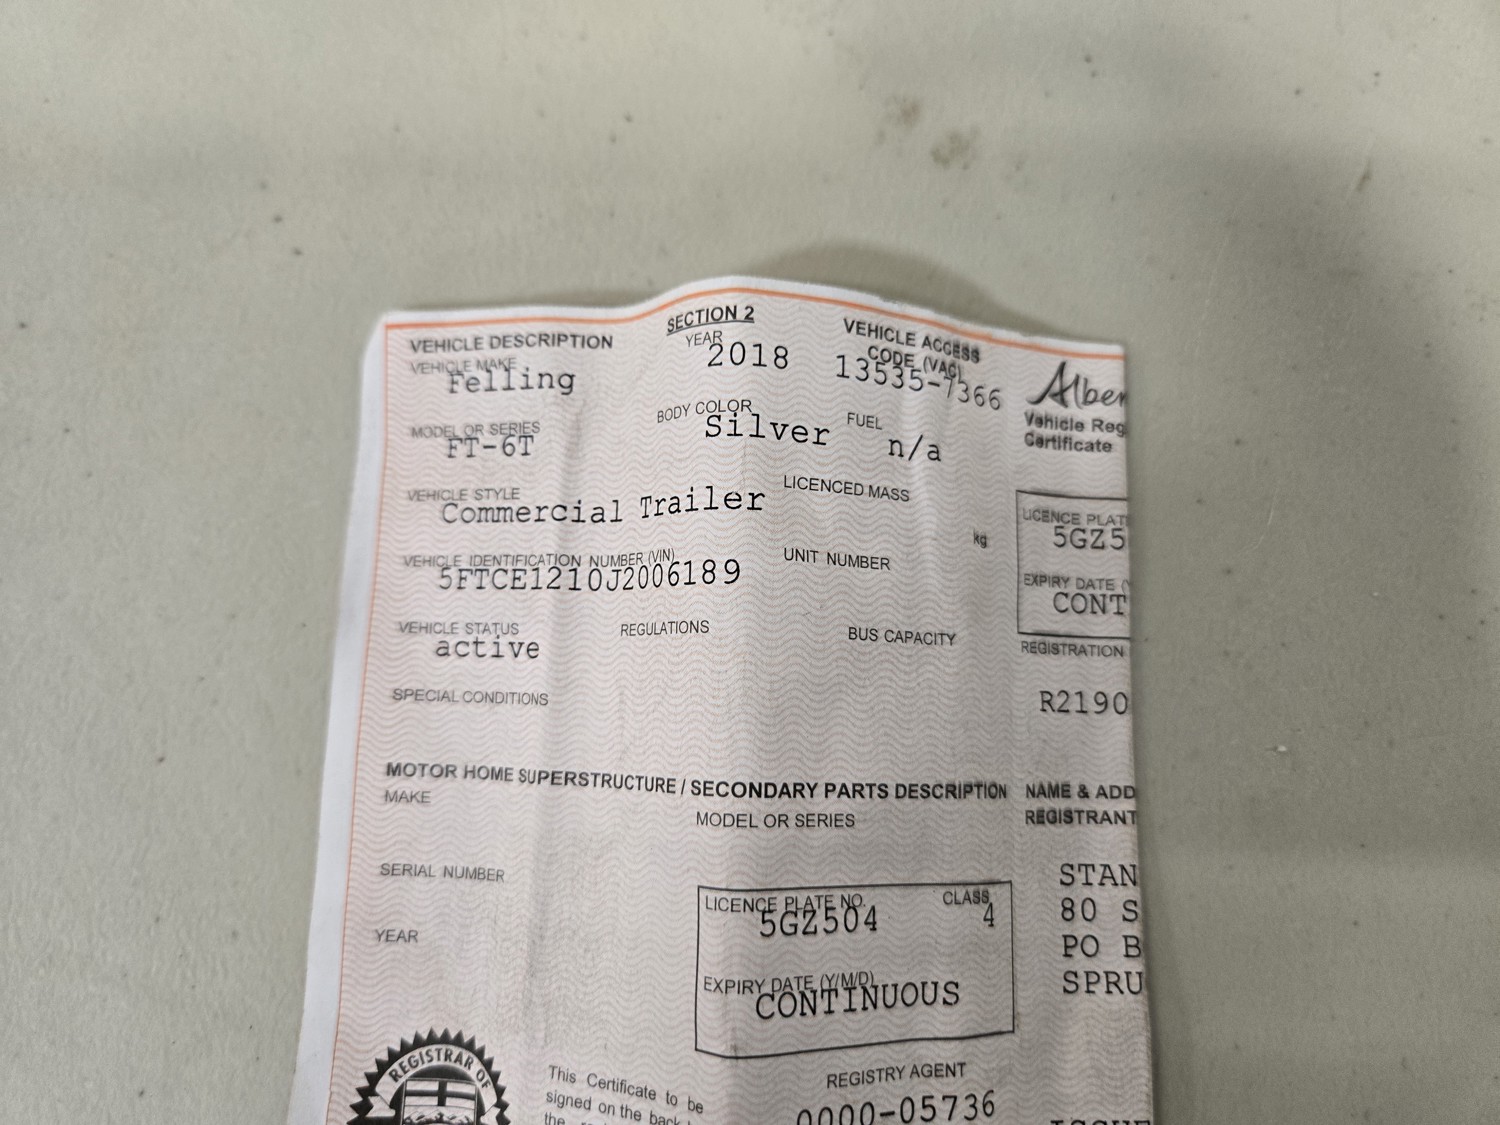 SECTION 2
VEHICLE DESCRIPTION
VEHICLE MAKE
Felling
YEAR
2018
VEHICLE ACCESS
CODE (VAC)
13535-7366
MODEL OR SERIES
FT-6T
BODY COLOR
Silver
FUEL
n/a
VEHICLE STYLE
Commercial Trailer
LICENCED MASS
kg
VEHICLE IDENTIFICATION NUMBER (VIN)
5FTCE1210J2006189
UNIT NUMBER
VEHICLE STATUS
active
REGULATIONS
BUS CAPACITY
SPECIAL CONDITIONS
MOTOR HOME SUPERSTRUCTURE / SECONDARY PARTS DESCRIPTION
MAKE
MODEL OR SERIES
SERIAL NUMBER
YEAR
LICENCE PLATE NO.
5GZ504
CLASS
4
EXPIRY DATE (Y/M/D)
CONTINUOUS
REGISTRAR OF
This Certificate to be
signed on the back
the
REGISTRY AGENT
0000-05736
Alber
Vehicle Reg
Certificate
LICENCE PLAT
5GZ5
EXPIRY DATE (
CONT
REGISTRATION
R2190
NAME & ADD
REGISTRANT
STAN
80 S
PO B
SPRU